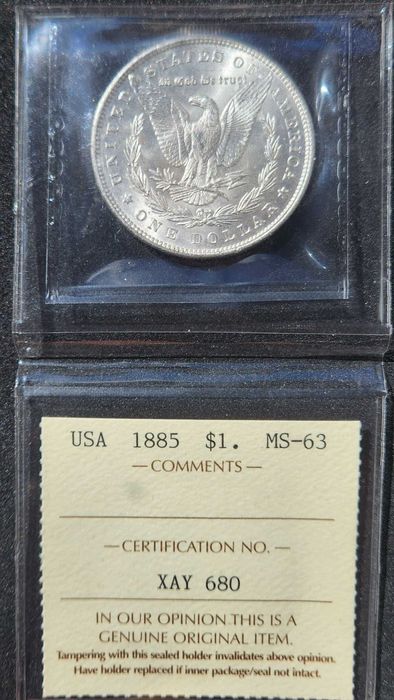 UNITED STATES OF AMERICA
In God We trust
★ ONE DOLLAR ★
USA 1885 $1. MS-63
— COMMENTS —
— CERTIFICATION NO. —
XAY 680
IN OUR OPINION THIS IS A
GENUINE ORIGINAL ITEM.
Tampering with this sealed holder invalidates above opinion.
Have holder replaced if inner package/seal not intact.